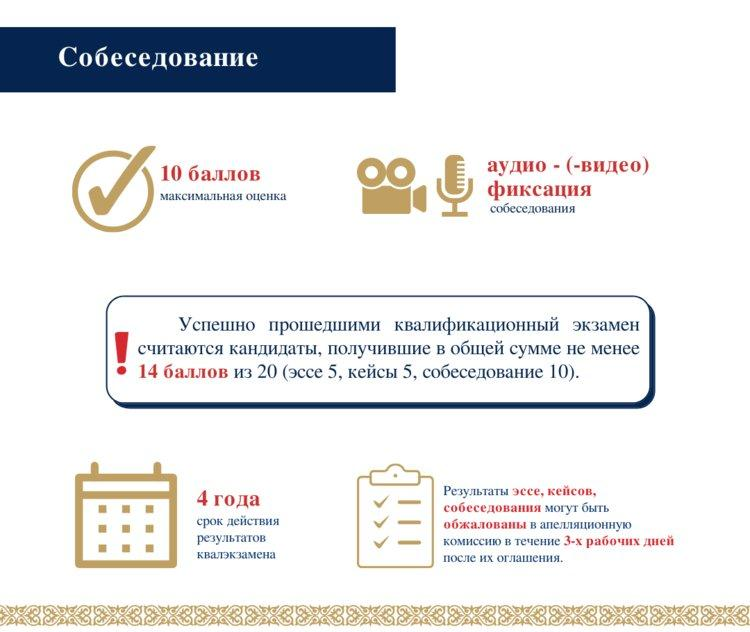 Собеседование
10 баллов
максимальная оценка
аудио - (-видео)
фиксация
собеседования
! Успешно прошедшими квалификационный экзамен
считаются кандидаты, получившие в общей сумме не менее
14 баллов из 20 (эссе 5, кейсы 5, собеседование 10).
4 года
срок действия
результатов
квалэкзамена
Результаты эссе, кейсов,
собеседования могут быть
обжалованы в апелляционную
комиссию в течение 3-х рабочих дней
после их оглашения.